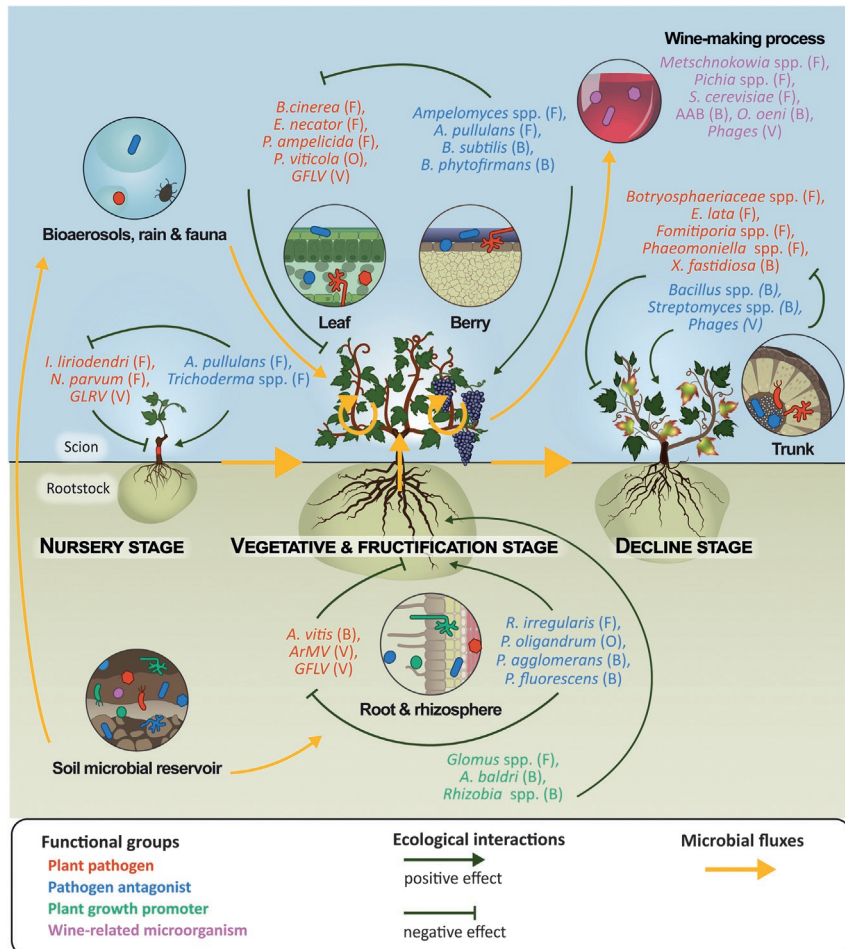 Wine-making process
Metschnokowia spp. (F),
Pichia spp. (F),
S. cerevisiae (F),
AAB (B), O. oeni (B),
Phages (V)
B.cinerea (F),
E. necator (F),
P. ampelicida (F),
P. viticola (O),
GFLV (V)
Ampelomyces spp. (F),
A. pullulans (F),
B. subtilis (B),
B. phytofirmans (B)
Bioaerosols, rain & fauna
Botryosphaeriaceae spp. (F),
E. lata (F),
Fomitiporia spp. (F),
Phaeomoniella spp. (F),
X. fastidiosa (B)
Bacillus spp. (B),
Streptomyces spp. (B),
Phages (V)
Leaf
Berry
I. liriodendri (F),
N. parvum (F),
GLRV (V)
A. pullulans (F),
Trichoderma spp. (F)
Trunk
Scion
Rootstock
NURSERY STAGE
VEGETATIVE & FRUCTIFICATION STAGE
DECLINE STAGE
A. vitis (B),
ArMV (V),
GFLV (V)
R. irregularis (F),
P. oligandrum (O),
P. agglomerans (B),
P. fluorescens (B)
Root & rhizosphere
Soil microbial reservoir
Glomus spp. (F),
A. baldri (B),
Rhizobia spp. (B)
Functional groups
Plant pathogen
Pathogen antagonist
Plant growth promoter
Wine-related microorganism
Ecological interactions
positive effect
negative effect
Microbial fluxes